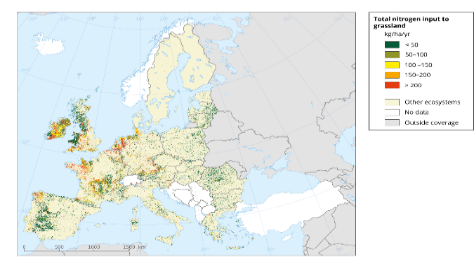 Total nitrogen input to
grassland
kg/ha/yr
< 50
50–100
100 –150
150–200
> 200
Other ecosystems
No data
Outside coverage
0 500 1000 1500 km